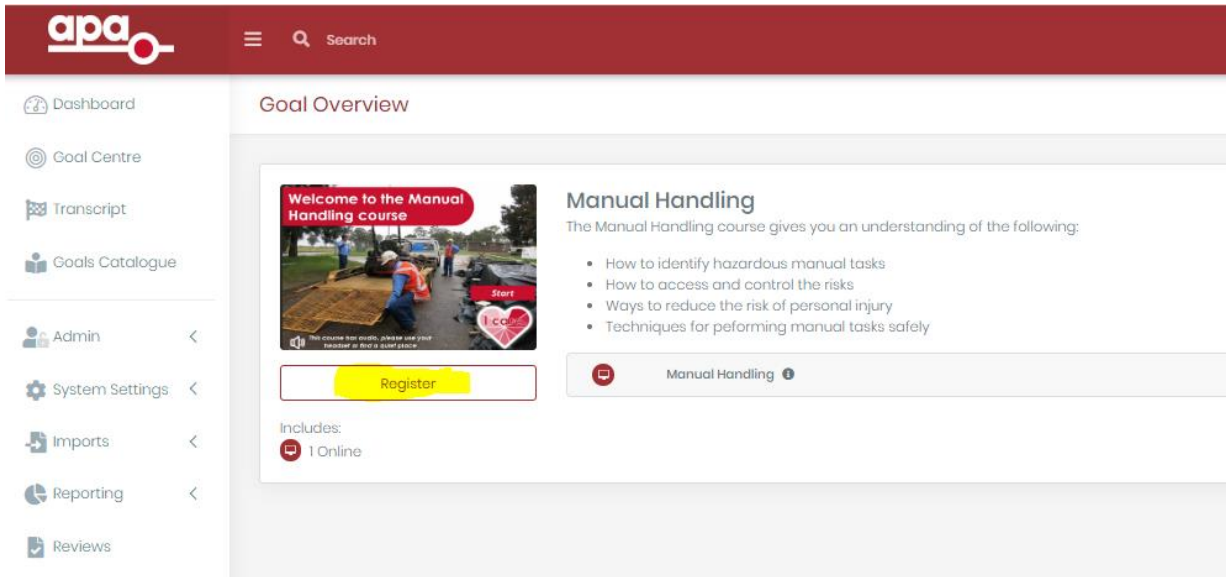 apa
Search
Dashboard
Goal Centre
Transcript
Goals Catalogue
Admin
System Settings
Imports
Reporting
Reviews
Goal Overview
Welcome to the Manual
Handling course
Start
I care
This course has audio, please use your
headset or find a quiet place
Register
Includes:
1 Online
Manual Handling
The Manual Handling course gives you an understanding of the following:
How to identify hazardous manual tasks
How to access and control the risks
Ways to reduce the risk of personal injury
Techniques for peforming manual tasks safely
Manual Handling